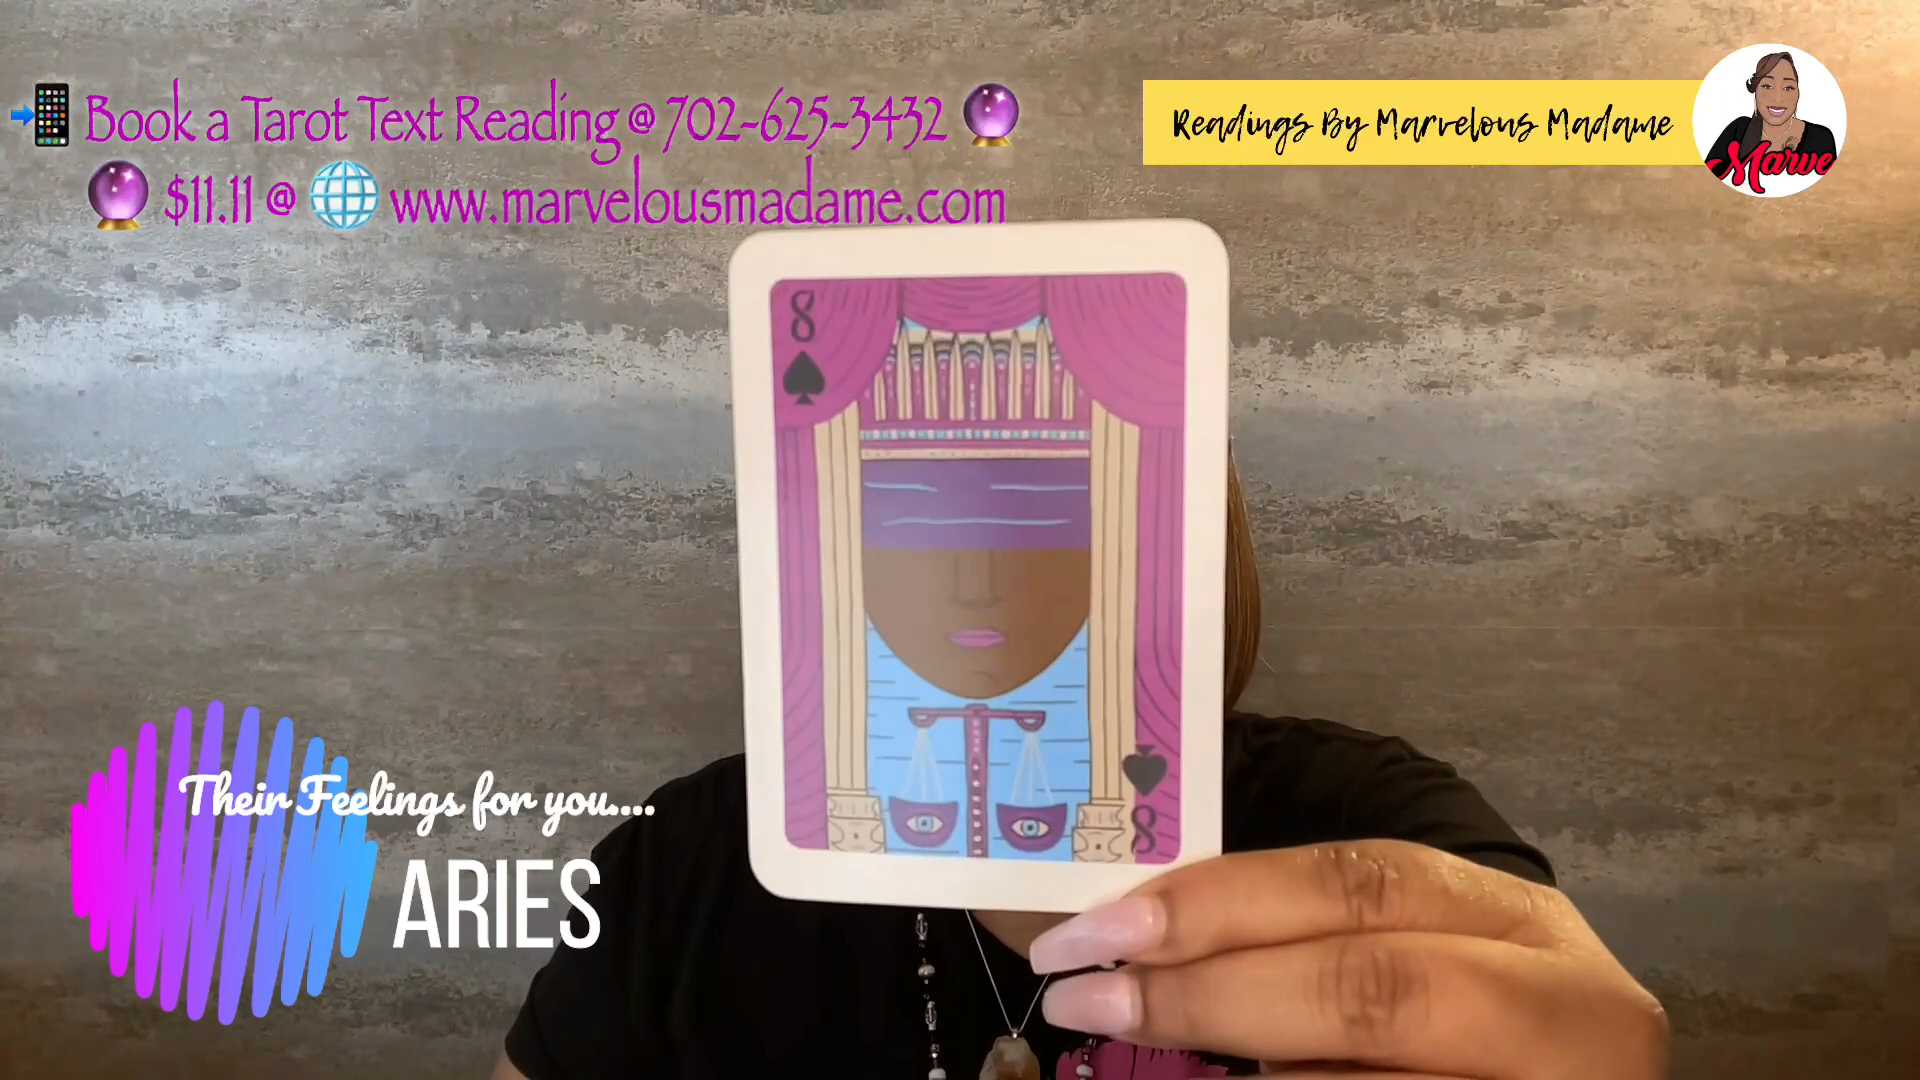 Book a Tarot Text Reading @ 702-625-3432
$11.11 @ www.marvelousmadame.com
Readings By Marvelous Madame
Marve
8
8
Their Feelings for you....
ARIES